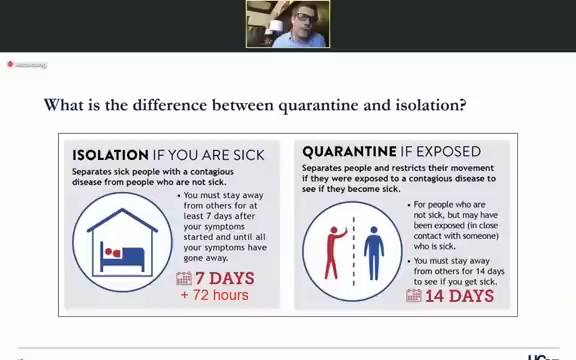 Recording
What is the difference between quarantine and isolation?
ISOLATION IF YOU ARE SICK
Separates sick people with a contagious
disease from people who are not sick.
• You must stay away
from others for at
least 7 days after
your symptoms
started and until all
your symptoms have
gone away.
7 DAYS
+ 72 hours
QUARANTINE IF EXPOSED
Separates people and restricts their movement
if they were exposed to a contagious disease to
see if they become sick.
• For people who are
not sick, but may have
been exposed (in close
contact with someone)
who is sick.
• You must stay away
from others for 14 days
to see if you get sick.
14 DAYS